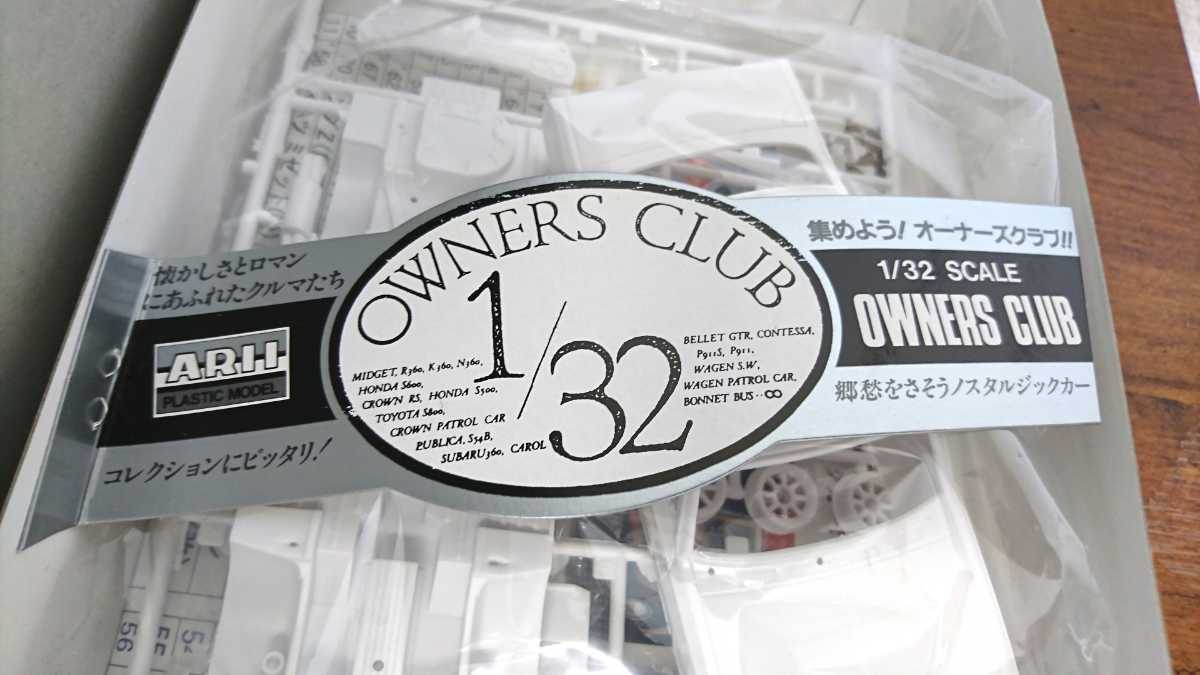 懐かしさとロマン
にあふれたクルマたち
ARII
PLASTIC MODEL
コレクションにピッタリ!
OWNERS CLUB
1/32
MIDGET, R360, K360, N360,
HONDA S600,
CROWN RS, HONDA S500,
TOYOTA S800,
CROWN PATROL CAR
PUBLICA, S54B,
SUBARU360, CAROL
BELLET GTR, CONTESSA,
P911S, P911,
WAGEN S.W,
WAGEN PATROL CAR,
BONNET BUS‥∞
集めよう! オーナーズクラブ!!
1/32 SCALE
OWNERS CLUB
郷愁をさそうノスタルジックカー
56
55